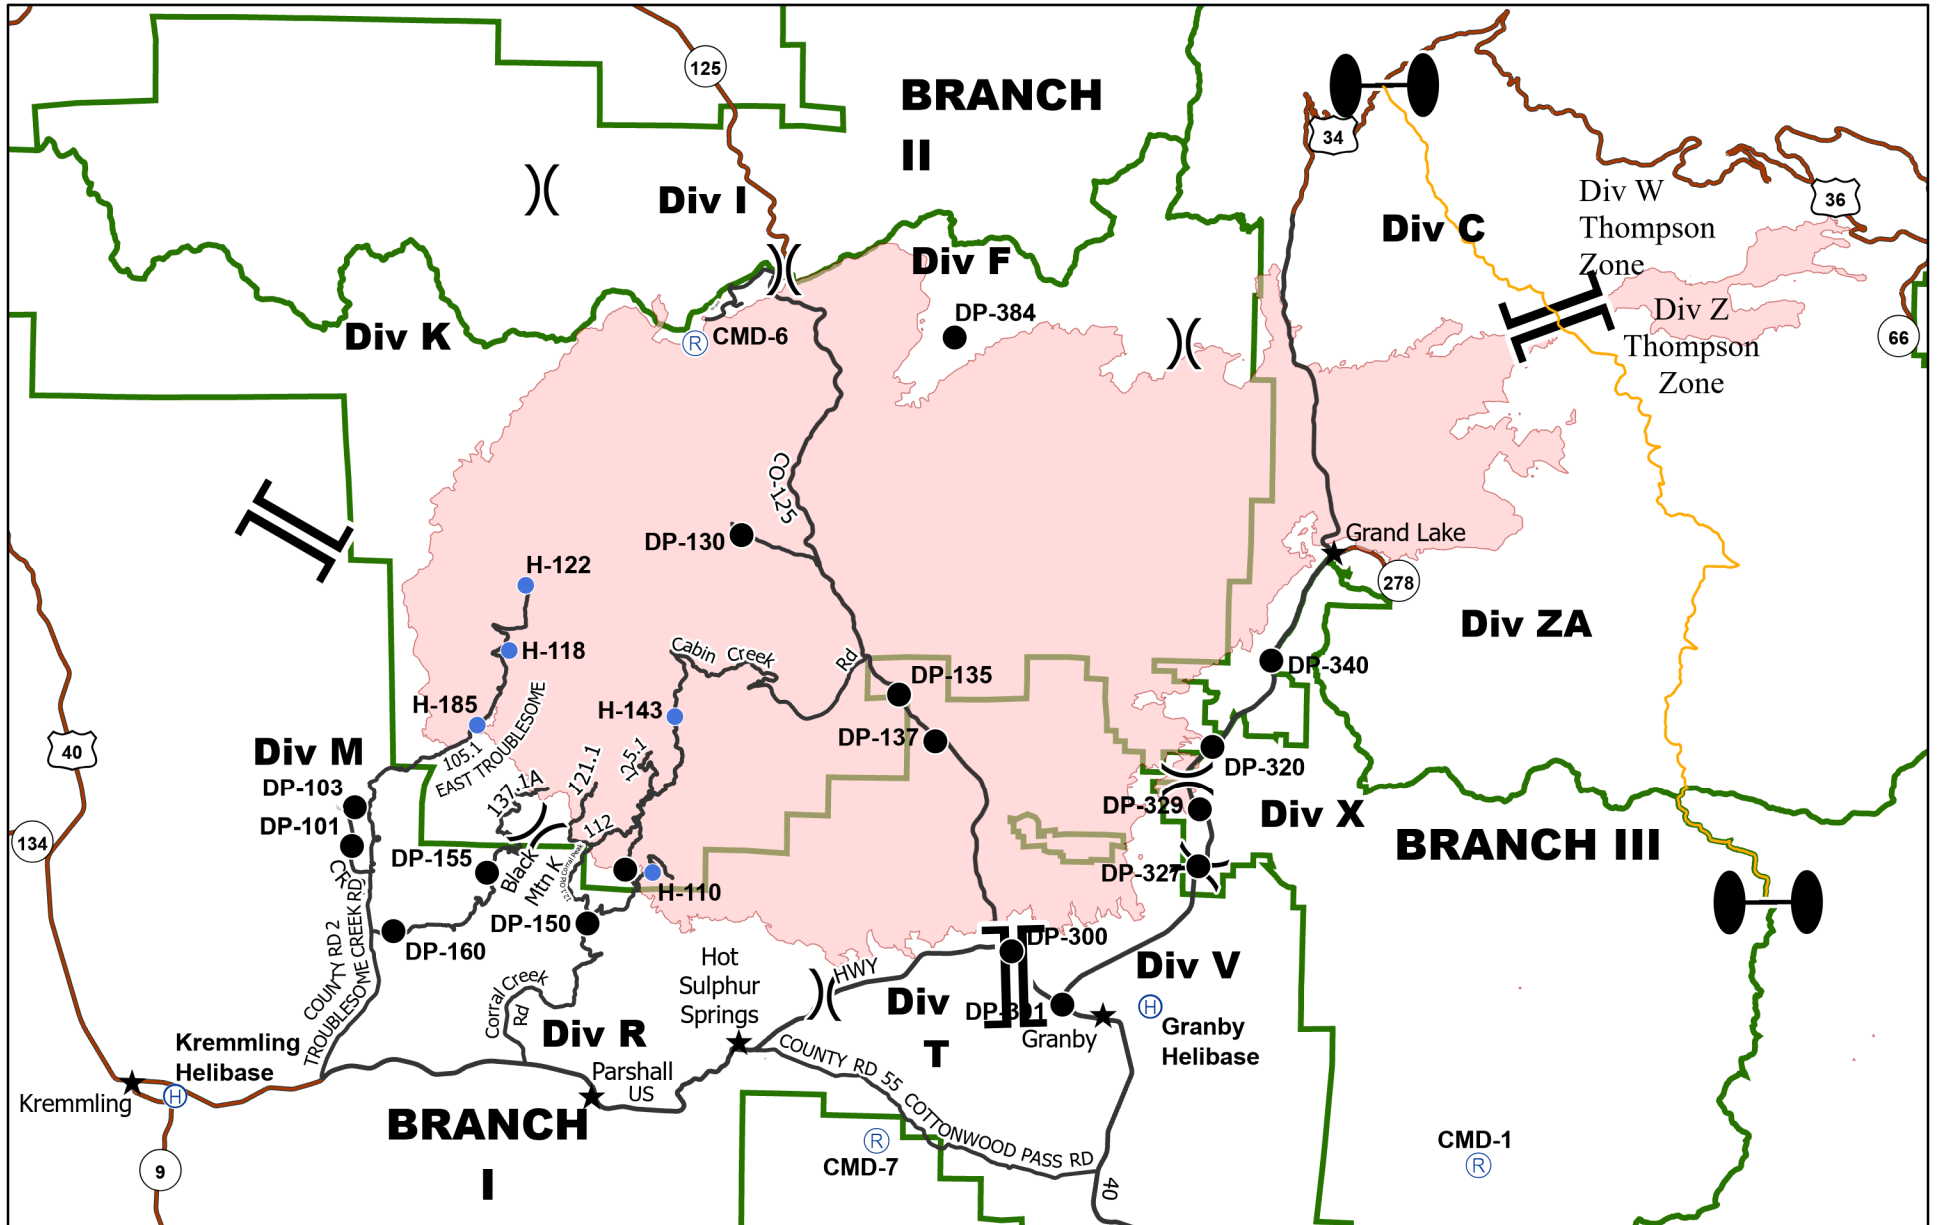 125
BRANCH
II
34
Div I
Div C
Div W
Thompson
Zone
36
Div F
DP-384
Div Z
Thompson
Zone
66
Div K
CMD-6
R
CO-125
DP-130
Grand Lake
278
H-122
H-118
Div ZA
Cabin Creek
Rd
DP-135
DP-340
H-185
H-143
DP-137
40
Div M
105.1
EAST TROUBLESOME
137.1A
121.1
DP-320
DP-103
DP-101
DP-329
Div X
BRANCH III
134
112
DP-155
Black
Mtn K
CR
DP-327
H-110
DP-150
DP-160
COUNTY RD 2
TROUBLESOME CREEK RD
DP-300
HWY
Div V
Hot
Sulphur
Springs
Div
T
Corral Creek
Rd
Div R
H
Granby
Helibase
Granby
Kremmling
Helibase
H
Kremmling
Parshall
US
COUNTY RD 55 COTTONWOOD PASS RD
BRANCH
I
R
CMD-7
CMD-1
R
9
40